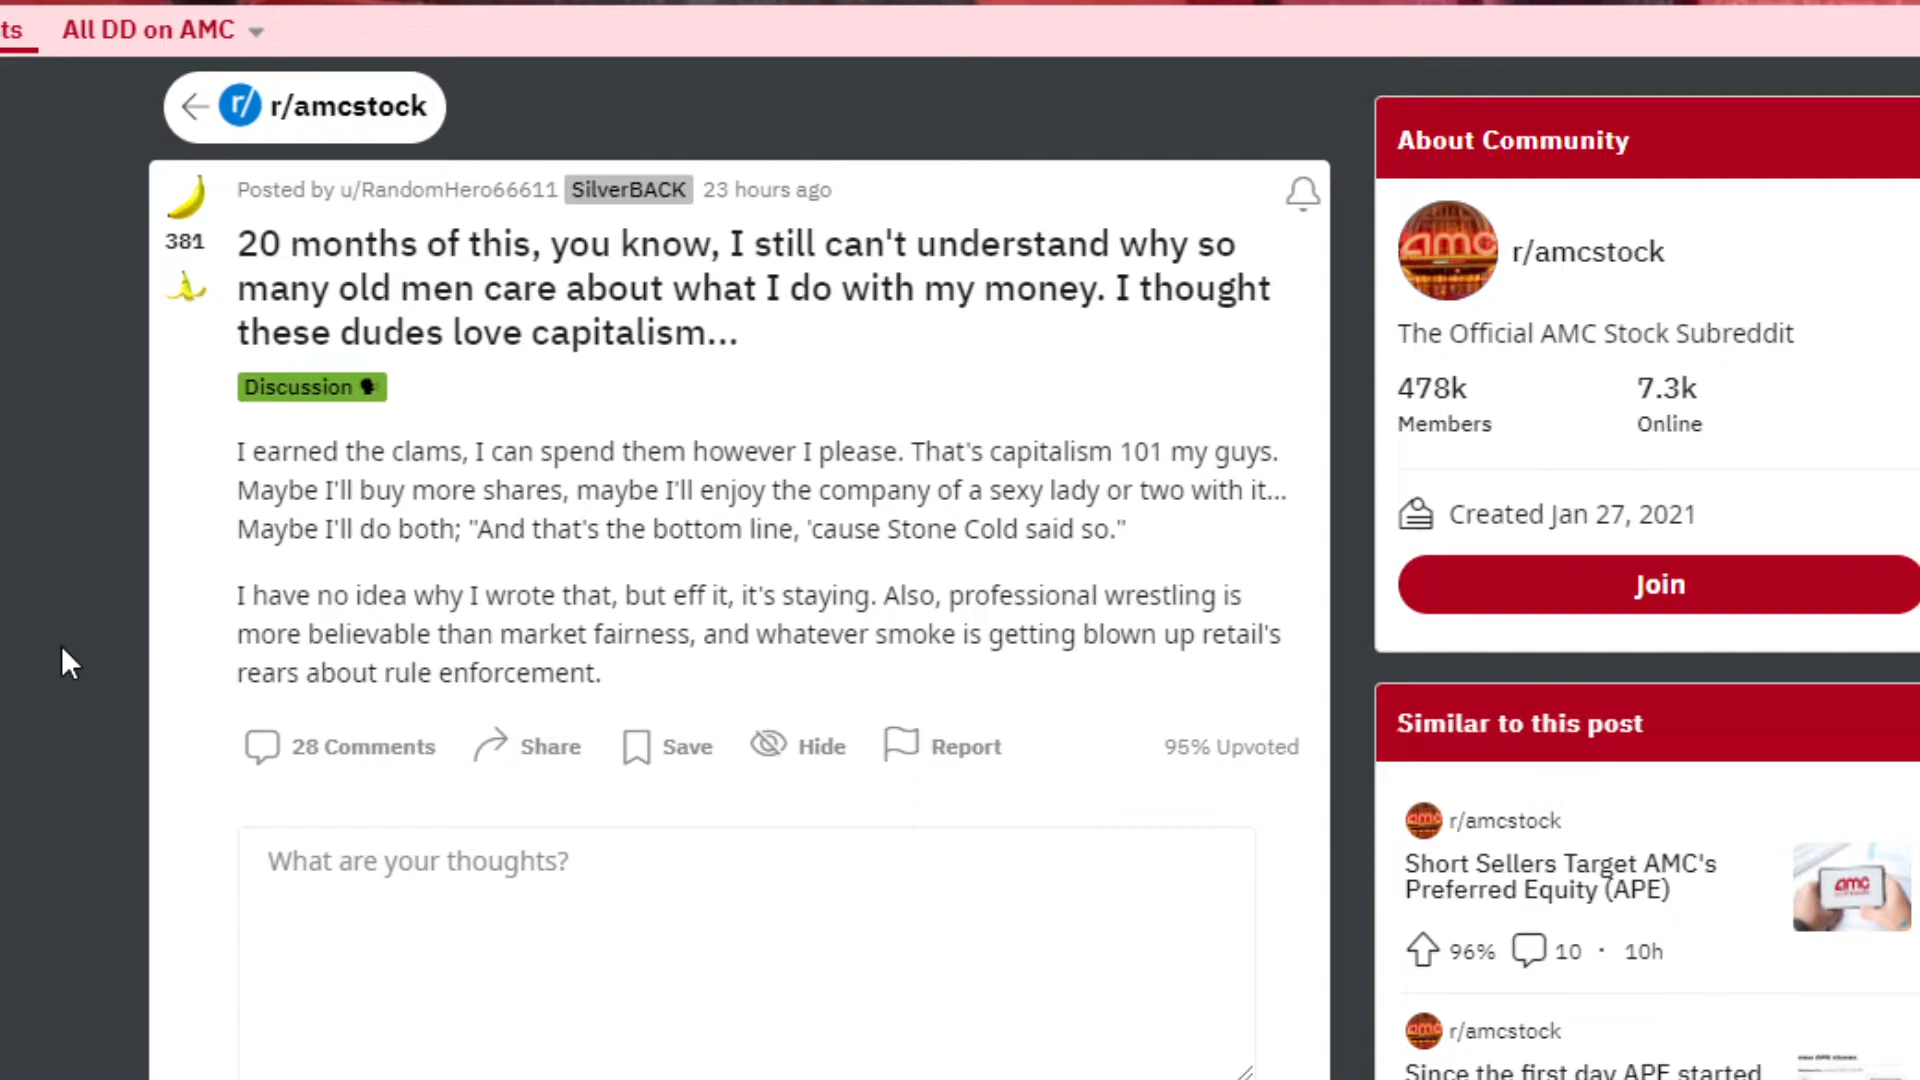 ts All DD on AMC
r/ r/amcstock
Posted by u/RandomHero66611 SilverBACK 23 hours ago
381
20 months of this, you know, I still can't understand why so
many old men care about what I do with my money. I thought
these dudes love capitalism...
Discussion
I earned the clams, I can spend them however I please. That's capitalism 101 my guys.
Maybe I'll buy more shares, maybe I'll enjoy the company of a sexy lady or two with it...
Maybe I'll do both; "And that's the bottom line, 'cause Stone Cold said so."
I have no idea why I wrote that, but eff it, it's staying. Also, professional wrestling is
more believable than market fairness, and whatever smoke is getting blown up retail's
rears about rule enforcement.
28 Comments Share Save Hide Report 95% Upvoted
What are your thoughts?
About Community
amc r/amcstock
The Official AMC Stock Subreddit
478k 7.3k
Members Online
Created Jan 27, 2021
Join
Similar to this post
amc r/amcstock
Short Sellers Target AMC's
Preferred Equity (APE)
amc
96% 10 · 10h
amc r/amcstock
Since the first day APE started